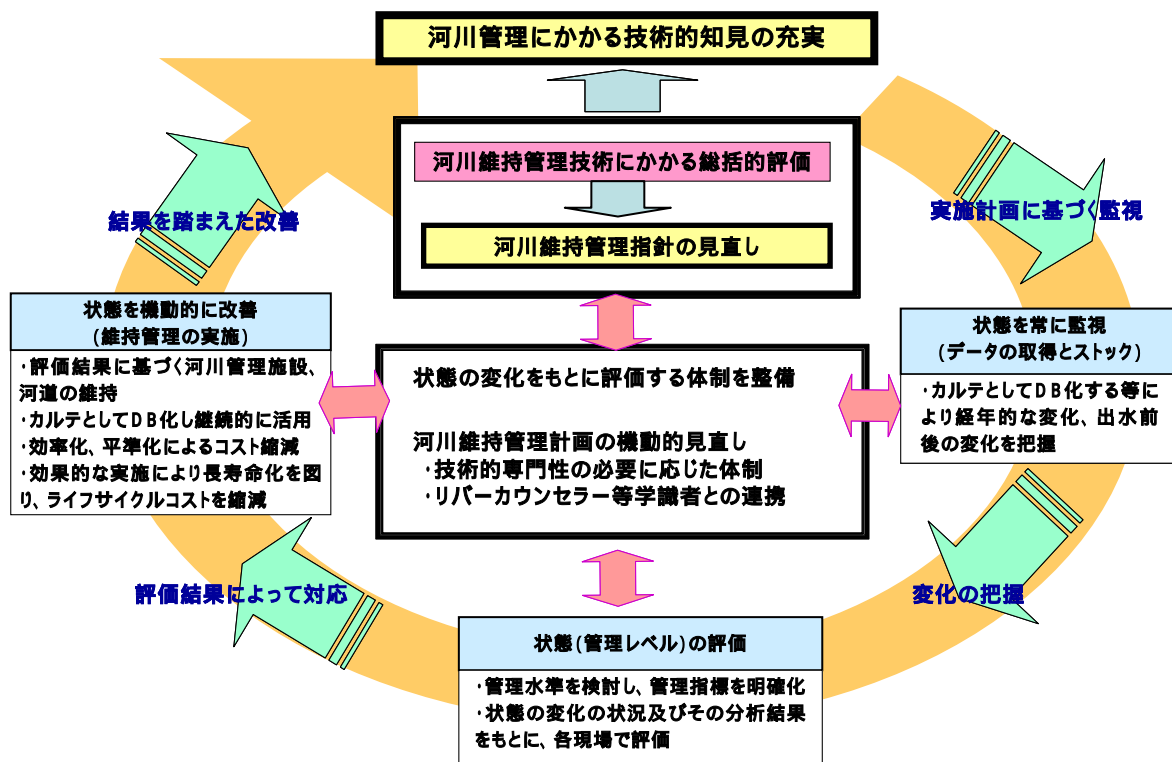 河川管理にかかる技術的知見の充実
河川維持管理技術にかかる総括的評価
河川維持管理指針の見直し
結果を踏まえた改善
実施計画に基づく監視
状態を機動的に改善
(維持管理の実施)
・評価結果に基づく河川管理施設、
河道の維持
・カルテとしてDB化し継続的に活用
・効率化、平準化によるコスト縮減
・効果的な実施により長寿命化を図
り、ライフサイクルコストを縮減
状態の変化をもとに評価する体制を整備
河川維持管理計画の機動的見直し
・技術的専門性の必要に応じた体制
・リバーカウンセラー等学識者との連携
状態を常に監視
(データの取得とストック)
・カルテとしてDB化する等に
より経年的な変化、出水前
後の変化を把握
評価結果によって対応
変化の把握
状態(管理レベル)の評価
・管理水準を検討し、管理指標を明確化
・状態の変化の状況及びその分析結果
をもとに、各現場で評価